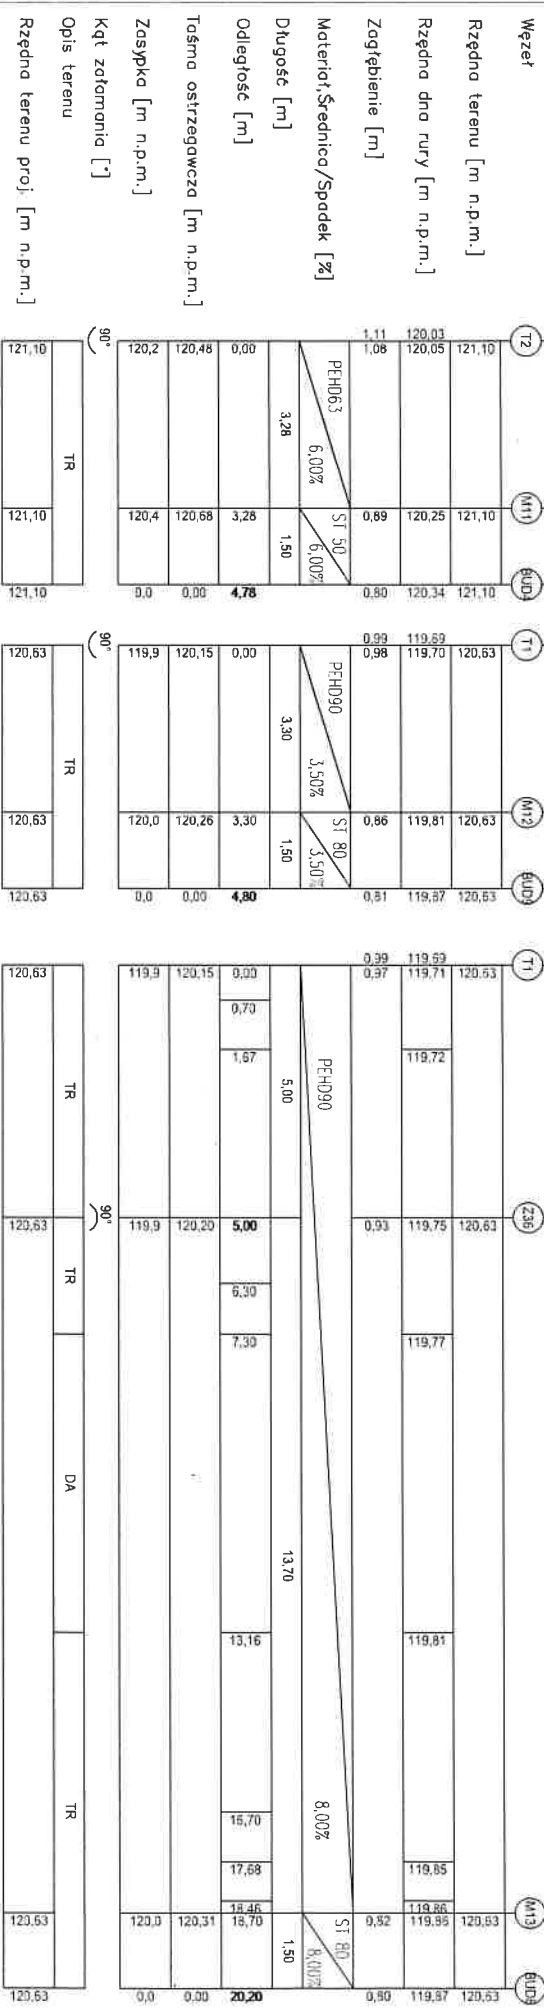 Węzeł T2 M11 BUD4 T1 M12 T1 Z36 M13
Rzędna terenu [m n.p.m.] 121,10 121,10 121,10 120,63 120,63 120,63 120,63 120,63 120,63 120,63
Rzędna dna rury [m n.p.m.] 120,03 120,05 120,25 120,34 119,69 119,70 119,81 119,87 119,69 119,71 119,72 119,75 119,77 119,81 119,85 119,86 119,86 119,87
Zagłębienie [m] 1,11 1,08 0,89 0,80 0,99 0,98 0,86 0,81 0,99 0,97 0,93 0,82 0,80
Materiał,Średnica/Spadek [%] PEHD63 6,00% ST 50 6,00% PEHD90 3,50% ST 80 3,50% PEHD90 8,00% ST 80 8,00%
Długość [m] 3,28 1,50 3,30 1,50 5,00 13,70 1,50
Odległość [m] 0,00 3,28 4,78 0,00 3,30 4,80 0,00 0,70 1,67 5,00 6,30 7,30 13,16 16,70 17,68 18,46 18,70 20,20
Taśma ostrzegawcza [m n.p.m.] 120,48 120,68 0,00 120,15 120,26 0,00 120,15 120,20 120,31 0,00
Zasypka [m n.p.m.] 120,2 120,4 0,0 119,9 120,0 0,0 119,9 119,9 120,0 0,0
Kąt załamania [°] 90° 90° 90°
Opis terenu TR TR TR TR DA TR
Rzędna terenu proj. [m n.p.m.] 121,10 121,10 121,10 120,63 120,63 120,63 120,63 120,63 120,63 120,63